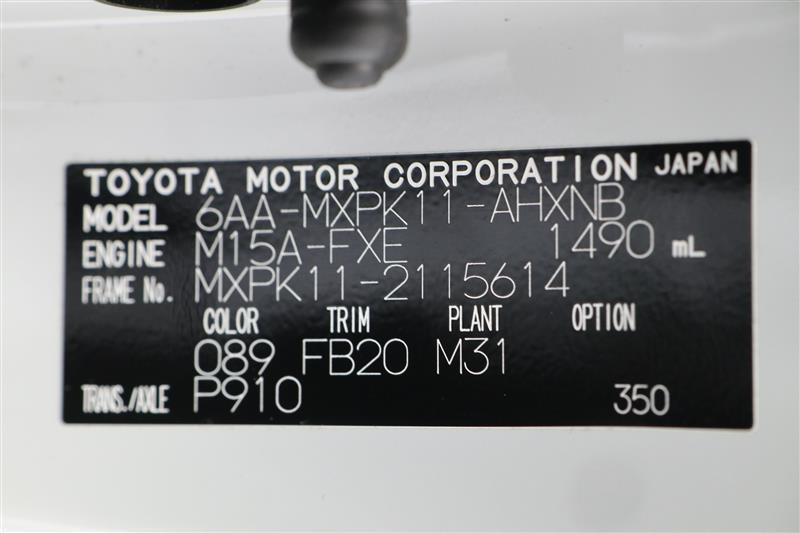 TOYOTA MOTOR CORPORATION JAPAN
MODEL 6AA-MXPK11-AHXNB
ENGINE M15A-FXE 1490 mL
FRAME No. MXPK11-2115614
COLOR TRIM PLANT OPTION
089 FB20 M31
TRANS./AXLE P910 350